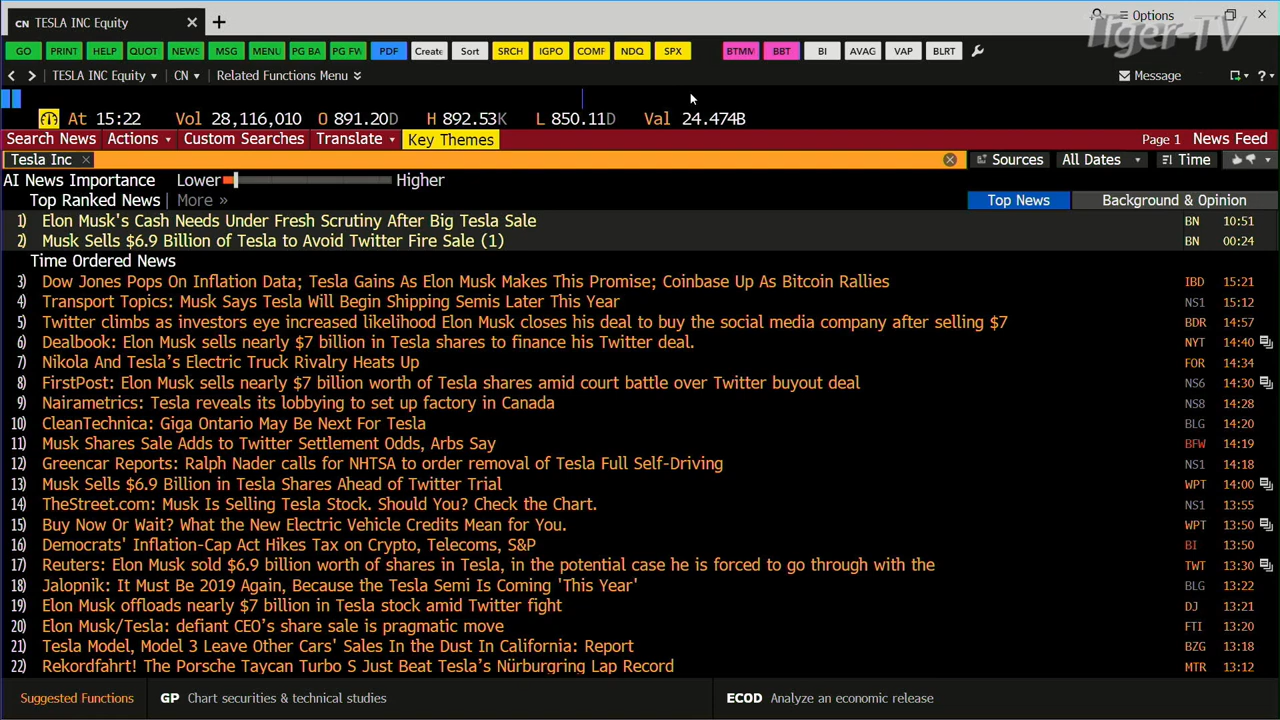 CN TESLA INC Equity × +
Options
Tiger-TV
GO PRINT HELP QUOT NEWS MSG MENU PG BA PG FW PDF Create Sort SRCH IGPO COMF NDQ SPX BTMM BBT BI AVAG VAP BLRT
< > TESLA INC Equity CN Related Functions Menu Message ?
At 15:22 Vol 28,116,010 O 891.20D H 892.53K L 850.11D Val 24.474B
Search News Actions Custom Searches Translate Key Themes Page 1 News Feed
Tesla Inc × Sources All Dates Time
AI News Importance Lower Higher
Top Ranked News More » Top News Background & Opinion
1) Elon Musk's Cash Needs Under Fresh Scrutiny After Big Tesla Sale BN 10:51
2) Musk Sells $6.9 Billion of Tesla to Avoid Twitter Fire Sale (1) BN 00:24
Time Ordered News
3) Dow Jones Pops On Inflation Data; Tesla Gains As Elon Musk Makes This Promise; Coinbase Up As Bitcoin Rallies IBD 15:21
4) Transport Topics: Musk Says Tesla Will Begin Shipping Semis Later This Year NS1 15:12
5) Twitter climbs as investors eye increased likelihood Elon Musk closes his deal to buy the social media company after selling $7 BDR 14:57
6) Dealbook: Elon Musk sells nearly $7 billion in Tesla shares to finance his Twitter deal. NYT 14:40
7) Nikola And Tesla’s Electric Truck Rivalry Heats Up FOR 14:34
8) FirstPost: Elon Musk sells nearly $7 billion worth of Tesla shares amid court battle over Twitter buyout deal NS6 14:30
9) Nairametrics: Tesla reveals its lobbying to set up factory in Canada NS8 14:28
10) CleanTechnica: Giga Ontario May Be Next For Tesla BLG 14:20
11) Musk Shares Sale Adds to Twitter Settlement Odds, Arbs Say BFW 14:19
12) Greencar Reports: Ralph Nader calls for NHTSA to order removal of Tesla Full Self-Driving NS1 14:18
13) Musk Sells $6.9 Billion in Tesla Shares Ahead of Twitter Trial WPT 14:00
14) TheStreet.com: Musk Is Selling Tesla Stock. Should You? Check the Chart. NS1 13:55
15) Buy Now Or Wait? What the New Electric Vehicle Credits Mean for You. WPT 13:50
16) Democrats' Inflation-Cap Act Hikes Tax on Crypto, Telecoms, S&P BI 13:50
17) Reuters: Elon Musk sold $6.9 billion worth of shares in Tesla, in the potential case he is forced to go through with the TWT 13:30
18) Jalopnik: It Must Be 2019 Again, Because the Tesla Semi Is Coming 'This Year' BLG 13:22
19) Elon Musk offloads nearly $7 billion in Tesla stock amid Twitter fight DJ 13:21
20) Elon Musk/Tesla: defiant CEO’s share sale is pragmatic move FTI 13:20
21) Tesla Model, Model 3 Leave Other Cars' Sales In the Dust In California: Report BZG 13:18
22) Rekordfahrt! The Porsche Taycan Turbo S Just Beat Tesla’s Nürburgring Lap Record MTR 13:12
Suggested Functions GP Chart securities & technical studies ECOD Analyze an economic release